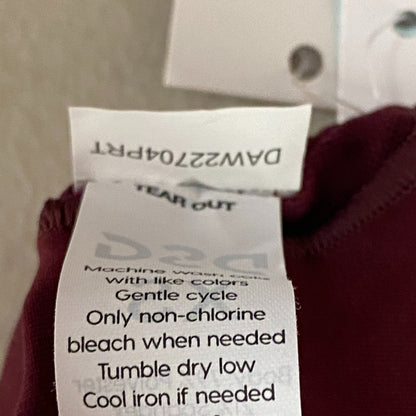 DAW22704PRT
TEAR OUT
Machine wash cold
with like colors
Gentle cycle
Only non-chlorine
bleach when needed
Tumble dry low
Cool iron if needed